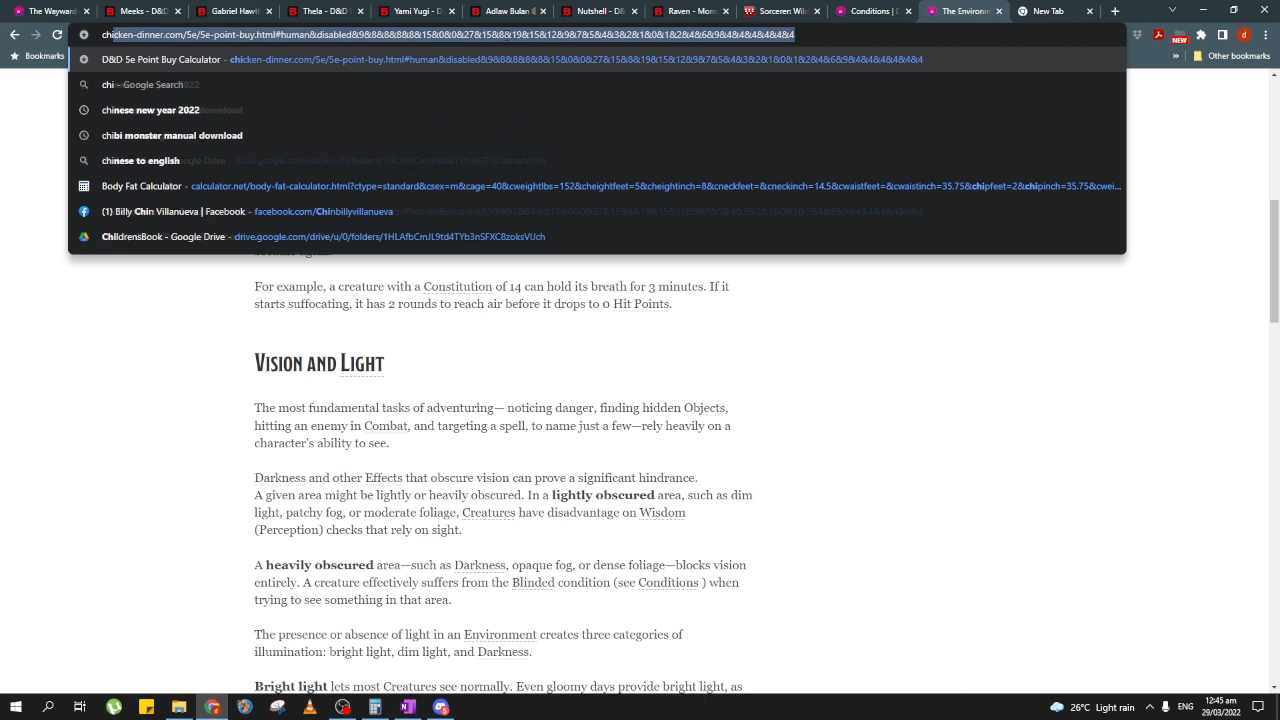 The Wayard
Meeks - D&D
Gabriel Hawth
Thela - D&D B
Yami Yugi - D
Adlav Bulan
Nutshell - D&
Raven - Mons
Sorcerer Wit
Conditions | D
The Environm
New Tab
chicken-dinner.com/5e/5e-point-buy.html#human&disabled&9&8&8&8&8&8&15&0&0&27&15&8&19&15&12&9&7&5&4&3&2&1&0&1&2&4&6&9&4&4&4&4&4&4&4
NEW
Bookmarks
Other bookmarks
D&D 5e Point Buy Calculator - chicken-dinner.com/5e/5e-point-buy.html#human&disabled&9&8&8&8&8&8&15&0&0&27&15&8&19&15&12&9&7&5&4&3&2&1&0&1&2&4&6&9&4&4&4&4&4&4&4
chi - Google Search
chinese new year 2022
chibi monster manual download
chinese to english
Body Fat Calculator - calculator.net/body-fat-calculator.html?ctype=standard&csex=m&cage=40&cweightlbs=152&cheightfeet=5&cheightinch=8&cneckfeet=&cneckinch=14.5&cwaistfeet=&cwaistinch=35.75&chipfeet=2&chipinch=35.75&cwei...
(1) Billy Chin Villanueva | Facebook - facebook.com/Chinbillyvillanueva
ChildrensBook - Google Drive - drive.google.com/drive/u/0/folders/1HLAfbCmJL9td4TYb3nSFXC8zoksVIJch
For example, a creature with a Constitution of 14 can hold its breath for 3 minutes. If it
starts suffocating, it has 2 rounds to reach air before it drops to 0 Hit Points.
Vision and Light
The most fundamental tasks of adventuring— noticing danger, finding hidden Objects,
hitting an enemy in Combat, and targeting a spell, to name just a few—rely heavily on a
character's ability to see.
Darkness and other Effects that obscure vision can prove a significant hindrance.
A given area might be lightly or heavily obscured. In a lightly obscured area, such as dim
light, patchy fog, or moderate foliage, Creatures have disadvantage on Wisdom
(Perception) checks that rely on sight.
A heavily obscured area—such as Darkness, opaque fog, or dense foliage—blocks vision
entirely. A creature effectively suffers from the Blinded condition (see Conditions ) when
trying to see something in that area.
The presence or absence of light in an Environment creates three categories of
illumination: bright light, dim light, and Darkness.
Bright light lets most Creatures see normally. Even gloomy days provide bright light, as
26°C Light rain
12:45 am
29/03/2022